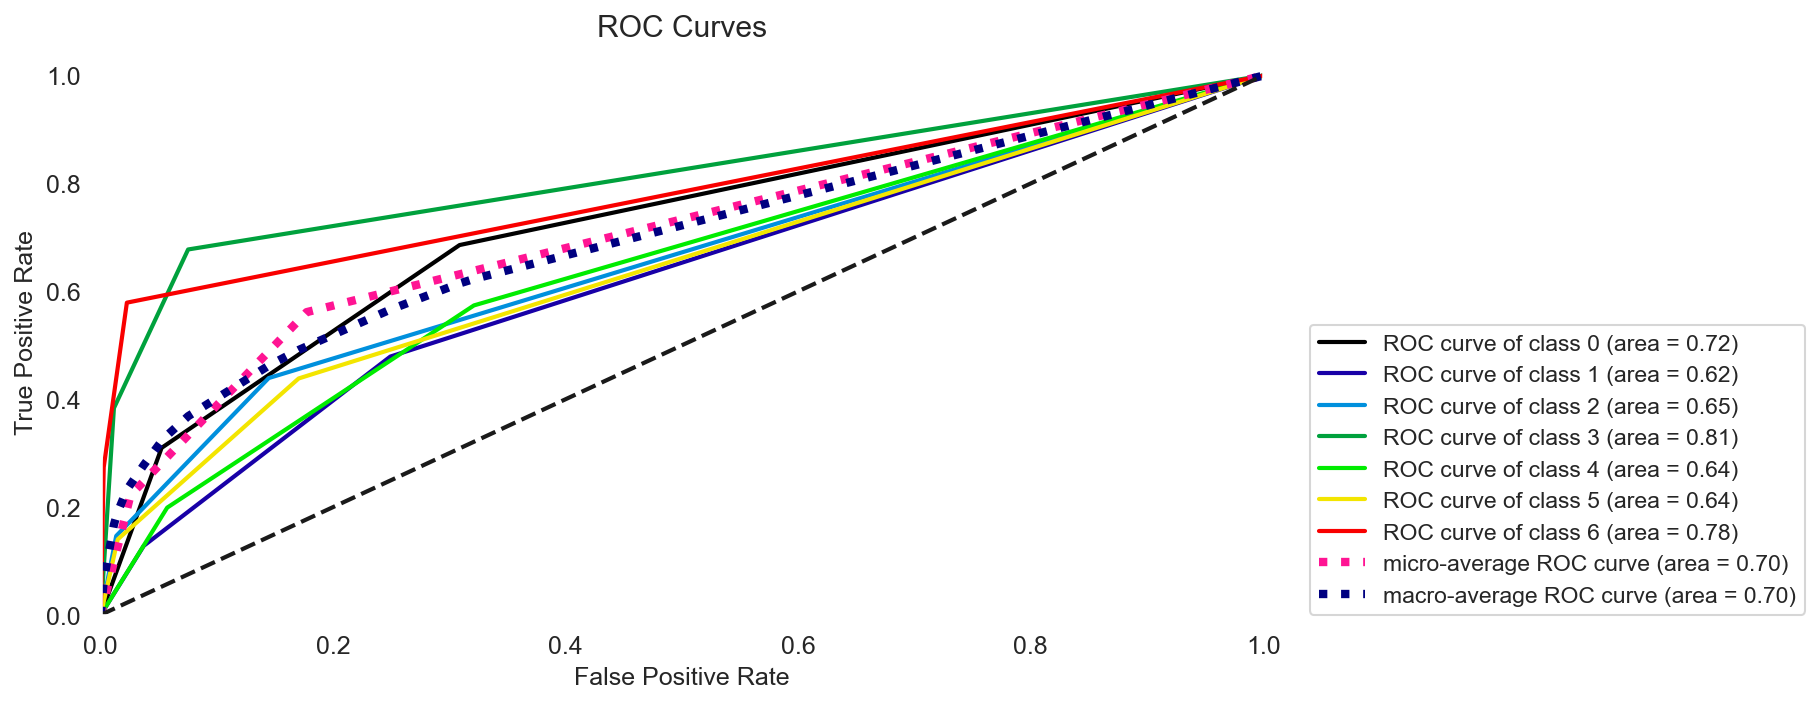 ROC Curves
1.0
0.8
0.6
0.4
0.2
0.0
True Positive Rate
0.0 0.2 0.4 0.6 0.8 1.0
False Positive Rate
ROC curve of class 0 (area = 0.72)
ROC curve of class 1 (area = 0.62)
ROC curve of class 2 (area = 0.65)
ROC curve of class 3 (area = 0.81)
ROC curve of class 4 (area = 0.64)
ROC curve of class 5 (area = 0.64)
ROC curve of class 6 (area = 0.78)
micro-average ROC curve (area = 0.70)
macro-average ROC curve (area = 0.70)